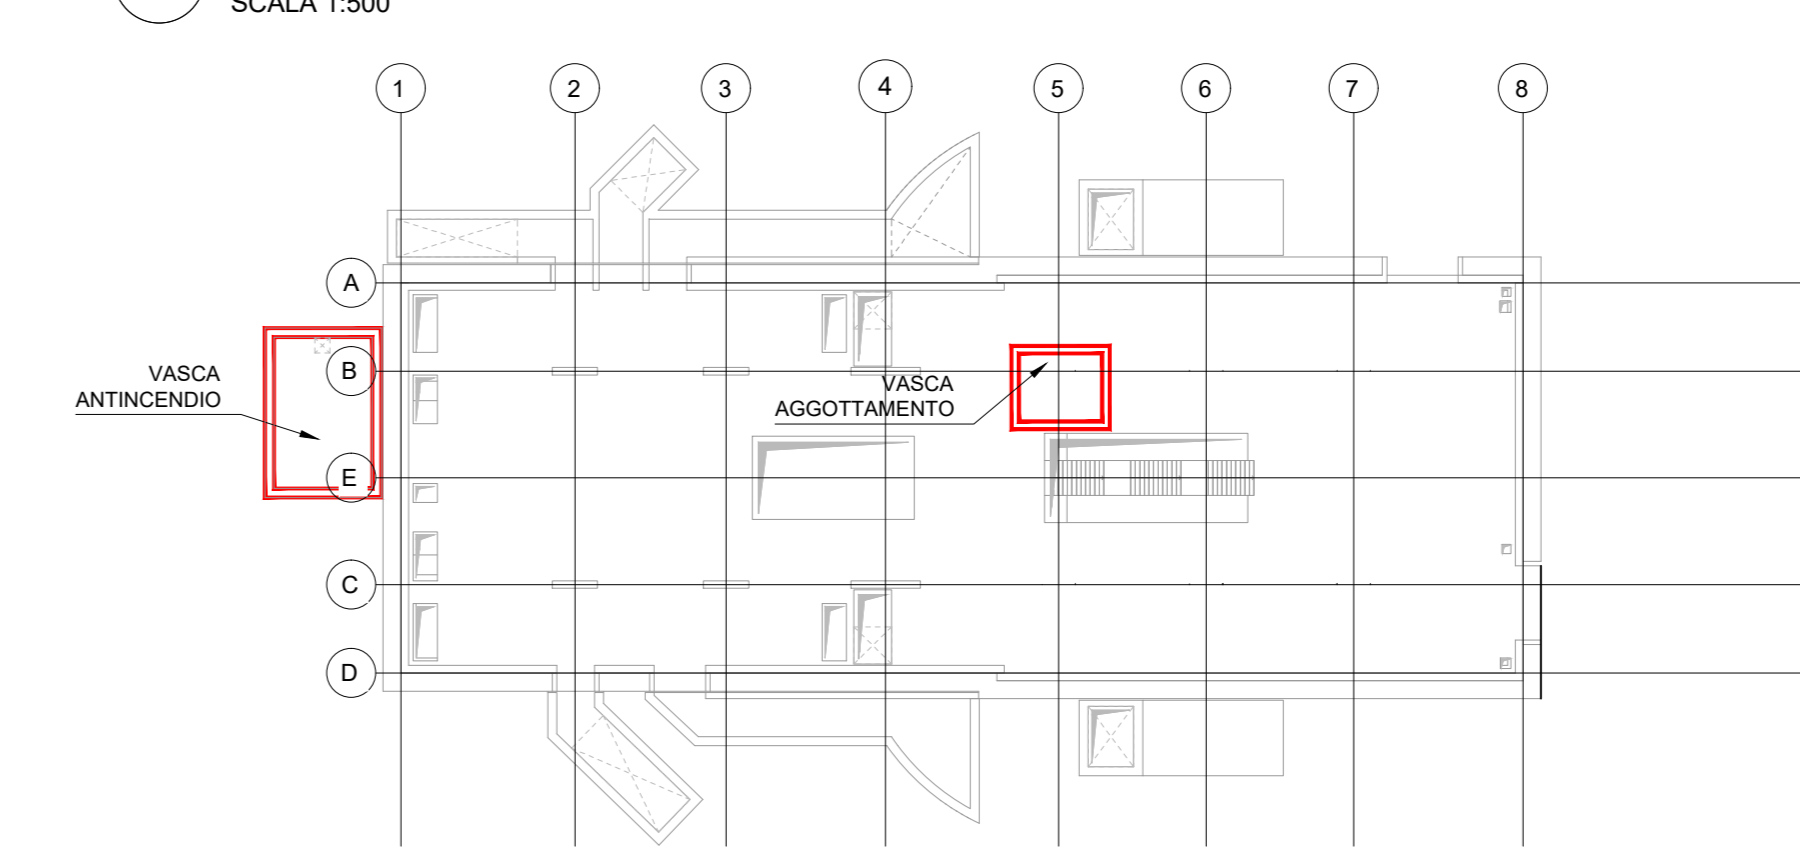 SCALA 1:500
1 2 3 4 5 6 7 8
A
VASCA
ANTINCENDIO
B
VASCA
AGGOTTAMENTO
E
C
D